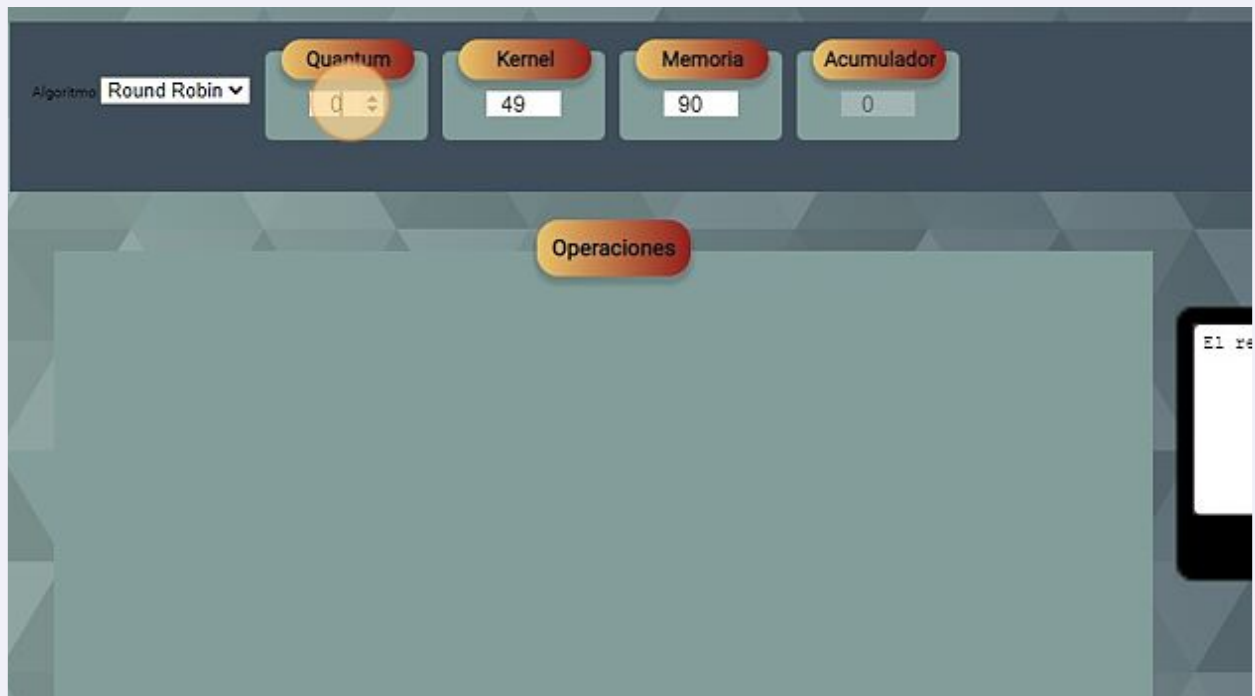 Algoritmo Round Robin
Quantum
0
Kernel
49
Memoria
90
Acumulador
0
Operaciones
El re